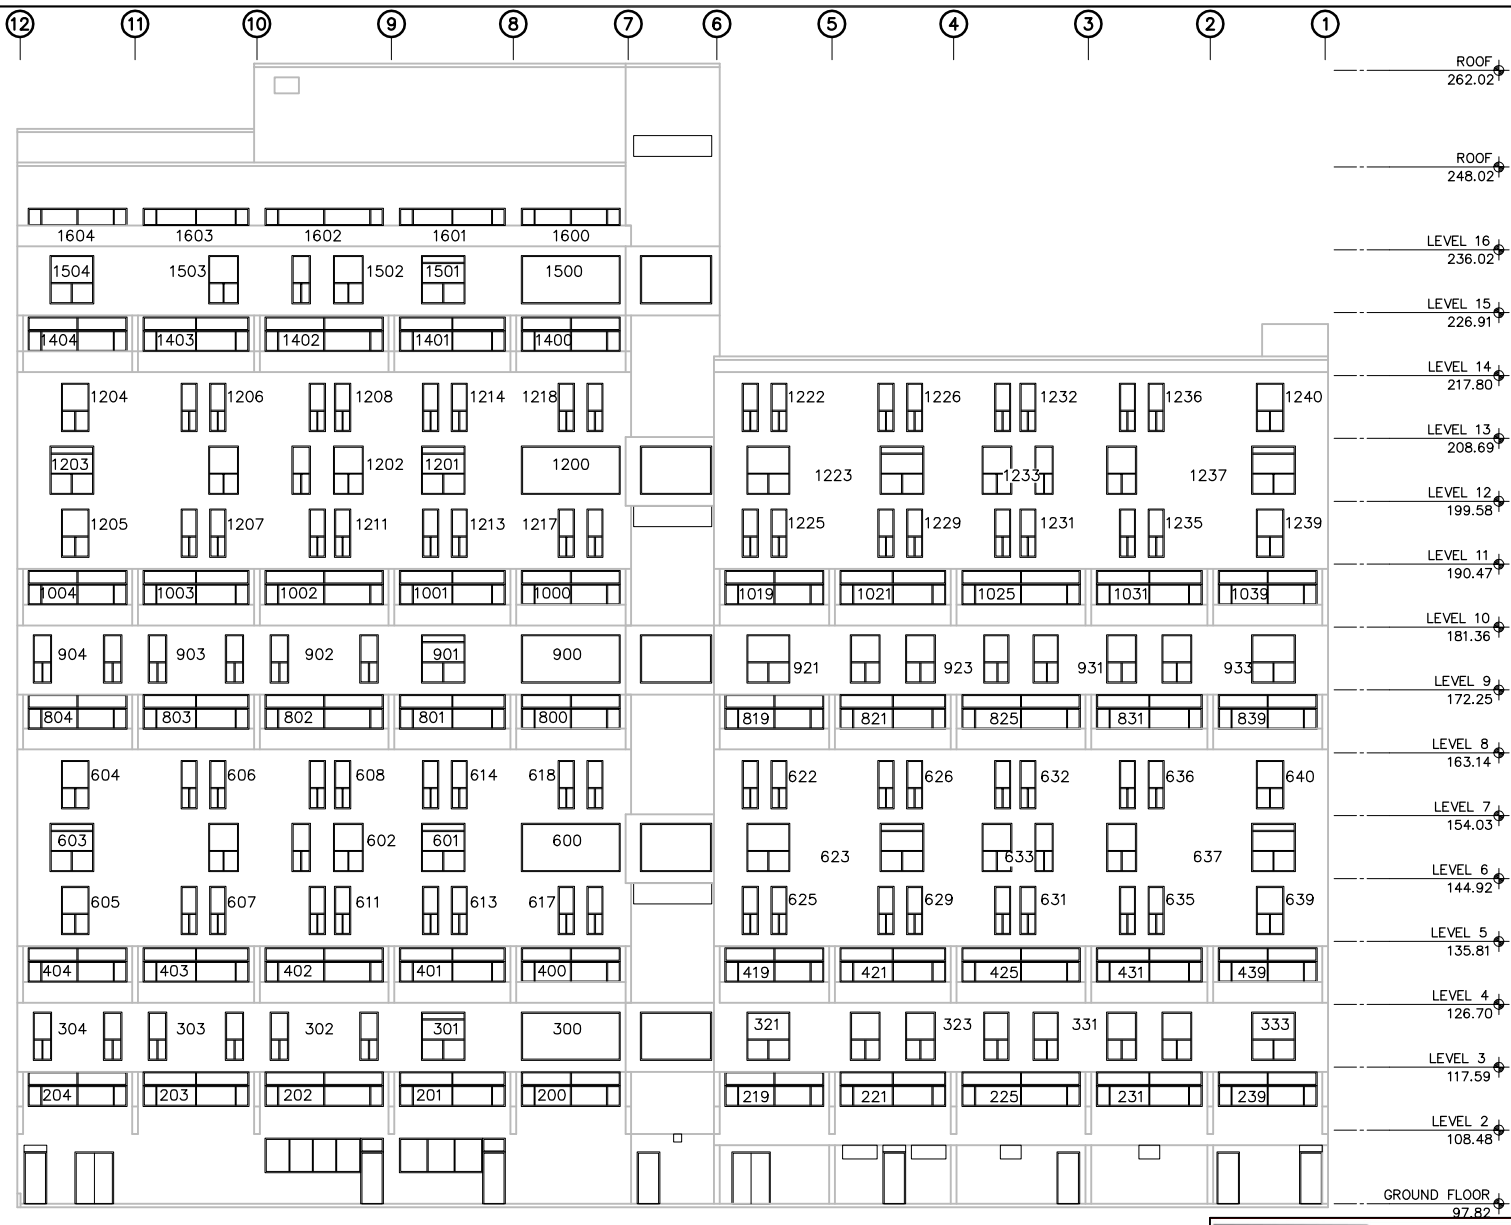 12 11 10 9 8 7 6 5 4 3 2 1
ROOF
262.02
ROOF
248.02
1604 1603 1602 1601 1600
LEVEL 16
236.02
1504 1503 1502 1501 1500
LEVEL 15
226.91
1404 1403 1402 1401 1400
LEVEL 14
217.80
1204 1206 1208 1214 1218 1222 1226 1232 1236 1240
LEVEL 13
208.69
1203 1202 1201 1200 1223 1233 1237
LEVEL 12
199.58
1205 1207 1211 1213 1217 1225 1229 1231 1235 1239
LEVEL 11
190.47
1004 1003 1002 1001 1000 1019 1021 1025 1031 1039
LEVEL 10
181.36
904 903 902 901 900 921 923 931 933
LEVEL 9
172.25
804 803 802 801 800 819 821 825 831 839
LEVEL 8
163.14
604 606 608 614 618 622 626 632 636 640
LEVEL 7
154.03
603 602 601 600 623 633 637
LEVEL 6
144.92
605 607 611 613 617 625 629 631 635 639
LEVEL 5
135.81
404 403 402 401 400 419 421 425 431 439
LEVEL 4
126.70
304 303 302 301 300 321 323 331 333
LEVEL 3
117.59
204 203 202 201 200 219 221 225 231 239
LEVEL 2
108.48
GROUND FLOOR
97.82